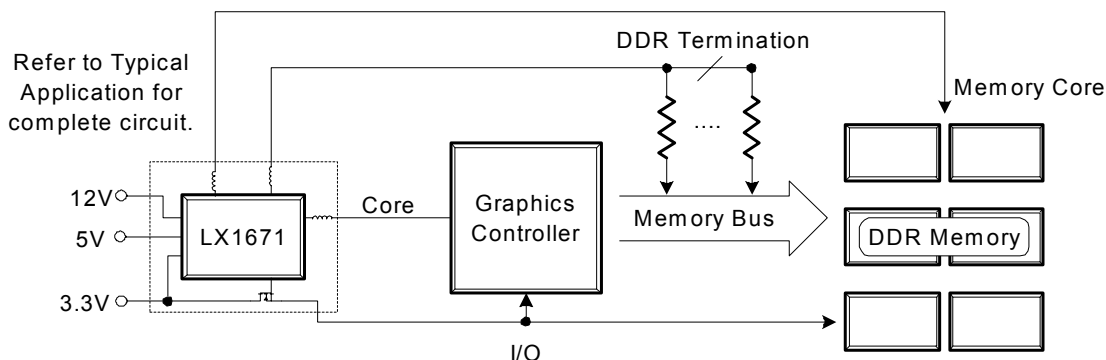 DDR Termination
Refer to Typical
Application for
complete circuit.
Memory Core
....
12V
5V
3.3V
LX1671
Core
Graphics
Controller
Memory Bus
DDR Memory
I/O